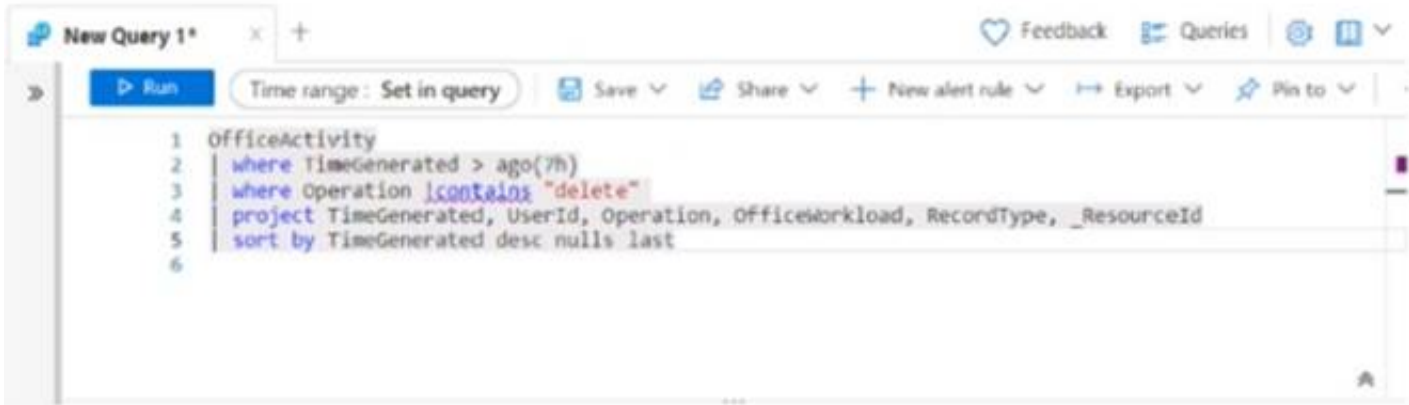 New Query 1*
Feedback Queries
Run Time range : Set in query Save Share New alert rule Export Pin to
1 OfficeActivity
2 | where TimeGenerated > ago(7h)
3 | where Operation !contains "delete"
4 | project TimeGenerated, UserId, Operation, OfficeWorkload, RecordType, _ResourceId
5 | sort by TimeGenerated desc nulls last
6